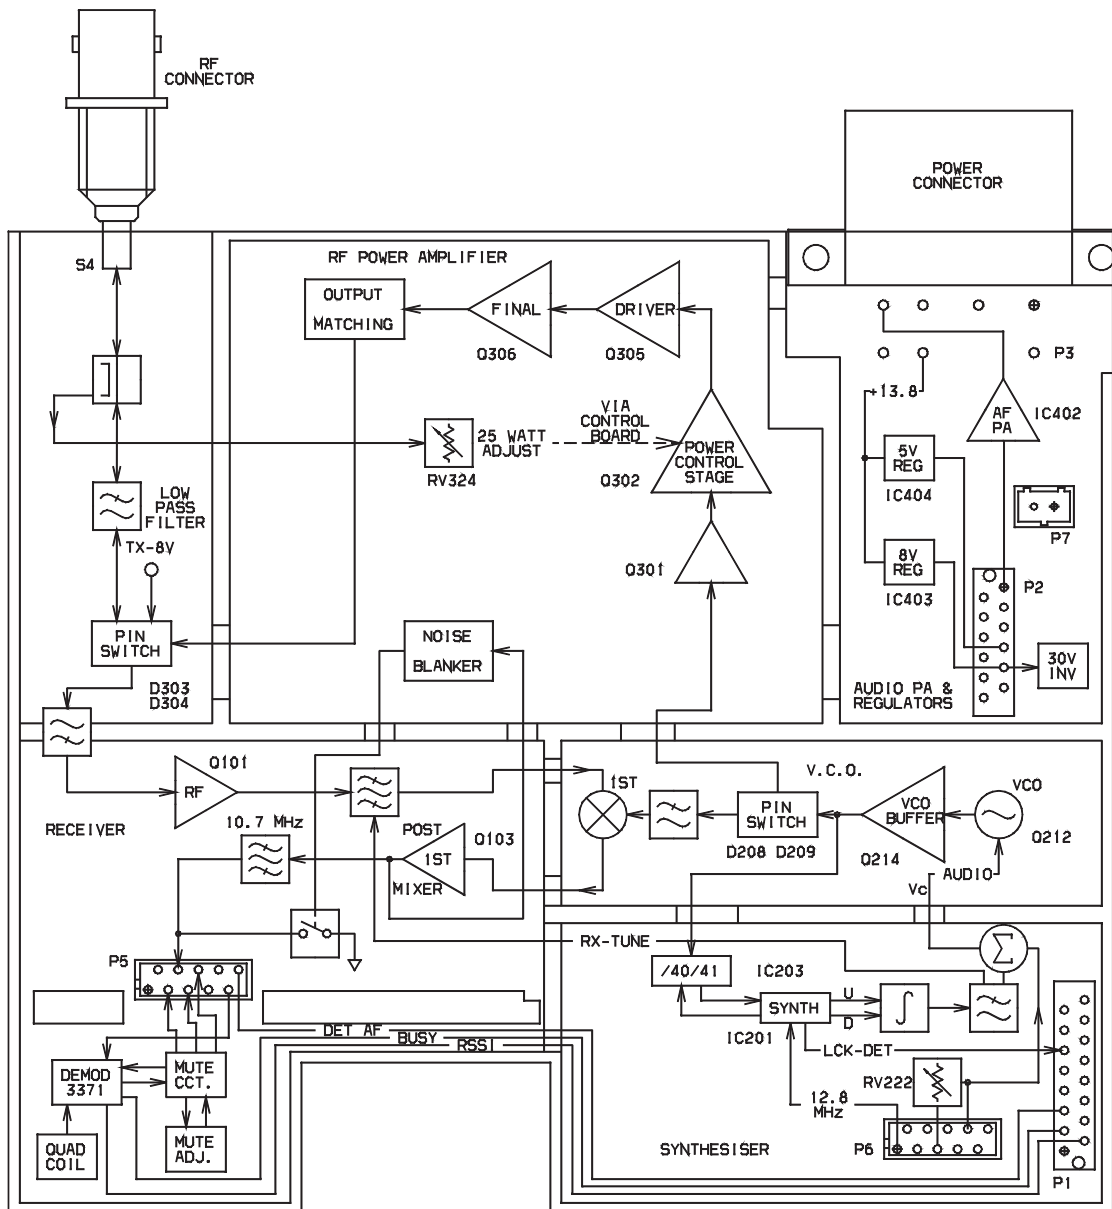 RF
CONNECTOR
POWER
CONNECTOR
S4
RF POWER AMPLIFIER
OUTPUT
MATCHING
FINAL
DRIVER
Q306
Q305
P3
+13.8
AF
PA
IC402
VIA
CONTROL
BOARD
25 WATT
ADJUST
RV324
POWER
CONTROL
STAGE
Q302
5V
REG
IC404
LOW
PASS
FILTER
TX-8V
P7
Q301
8V
REG
IC403
P2
PIN
SWITCH
NOISE
BLANKER
30V
INV
D303
D304
AUDIO PA &
REGULATORS
Q101
RF
1ST
V.C.O.
VCO
PIN
SWITCH
VCO
BUFFER
RECEIVER
10.7 MHz
POST
1ST
MIXER
Q103
D208 D209
Q214
Q212
AUDIO
Vc
RX-TUNE
Σ
P5
/40/41
IC203
SYNTH
U
D
∫
IC201
DET AF
BUSY
RSSI
LCK-DET
DEMOD
3371
MUTE
CCT.
RV222
12.8
MHz
QUAD
COIL
MUTE
ADJ.
SYNTHESISER
P6
P1